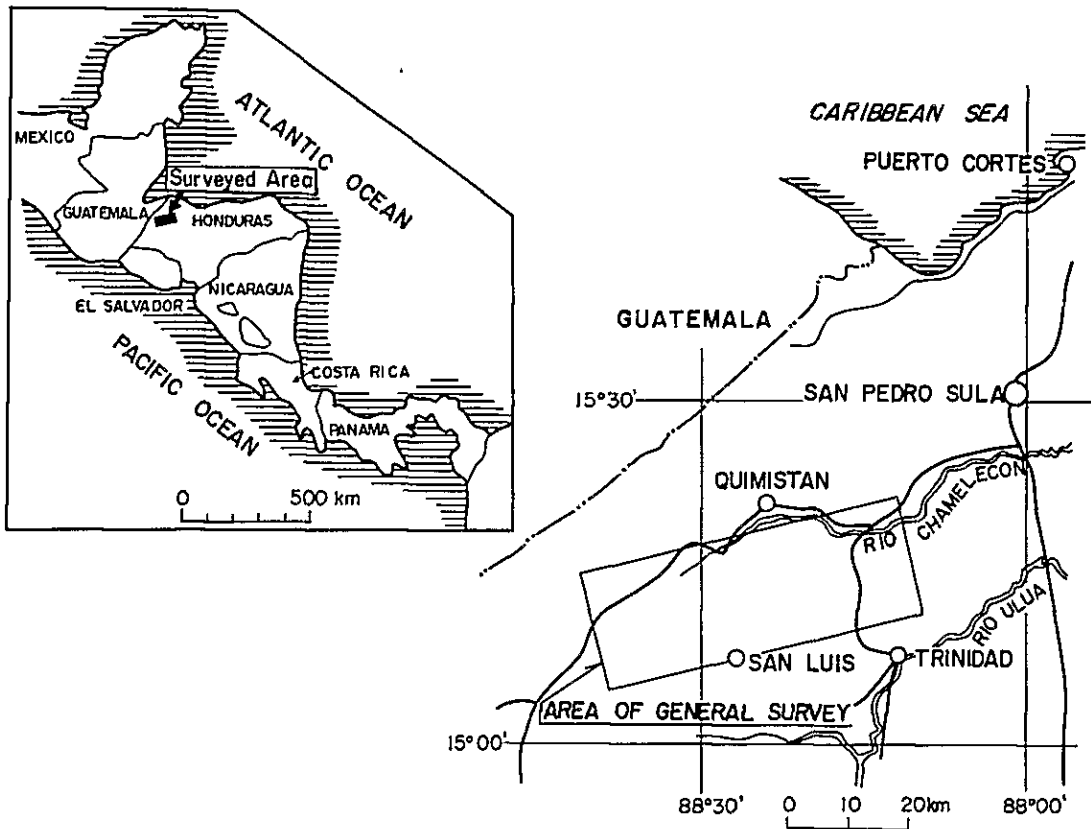 ATLANTIC OCEAN
MEXICO
Surveyed Area
GUATEMALA
HONDURAS
NICARAGUA
EL SALVADOR
COSTA RICA
PACIFIC OCEAN
PANAMA
0 500 km
CARIBBEAN SEA
PUERTO CORTES
GUATEMALA
15°30'
SAN PEDRO SULA
QUIMISTAN
RIO CHAMELECON
RIO ULUA
SAN LUIS
TRINIDAD
AREA OF GENERAL SURVEY
15°00'
88°30'
0 10 20km
88°00'